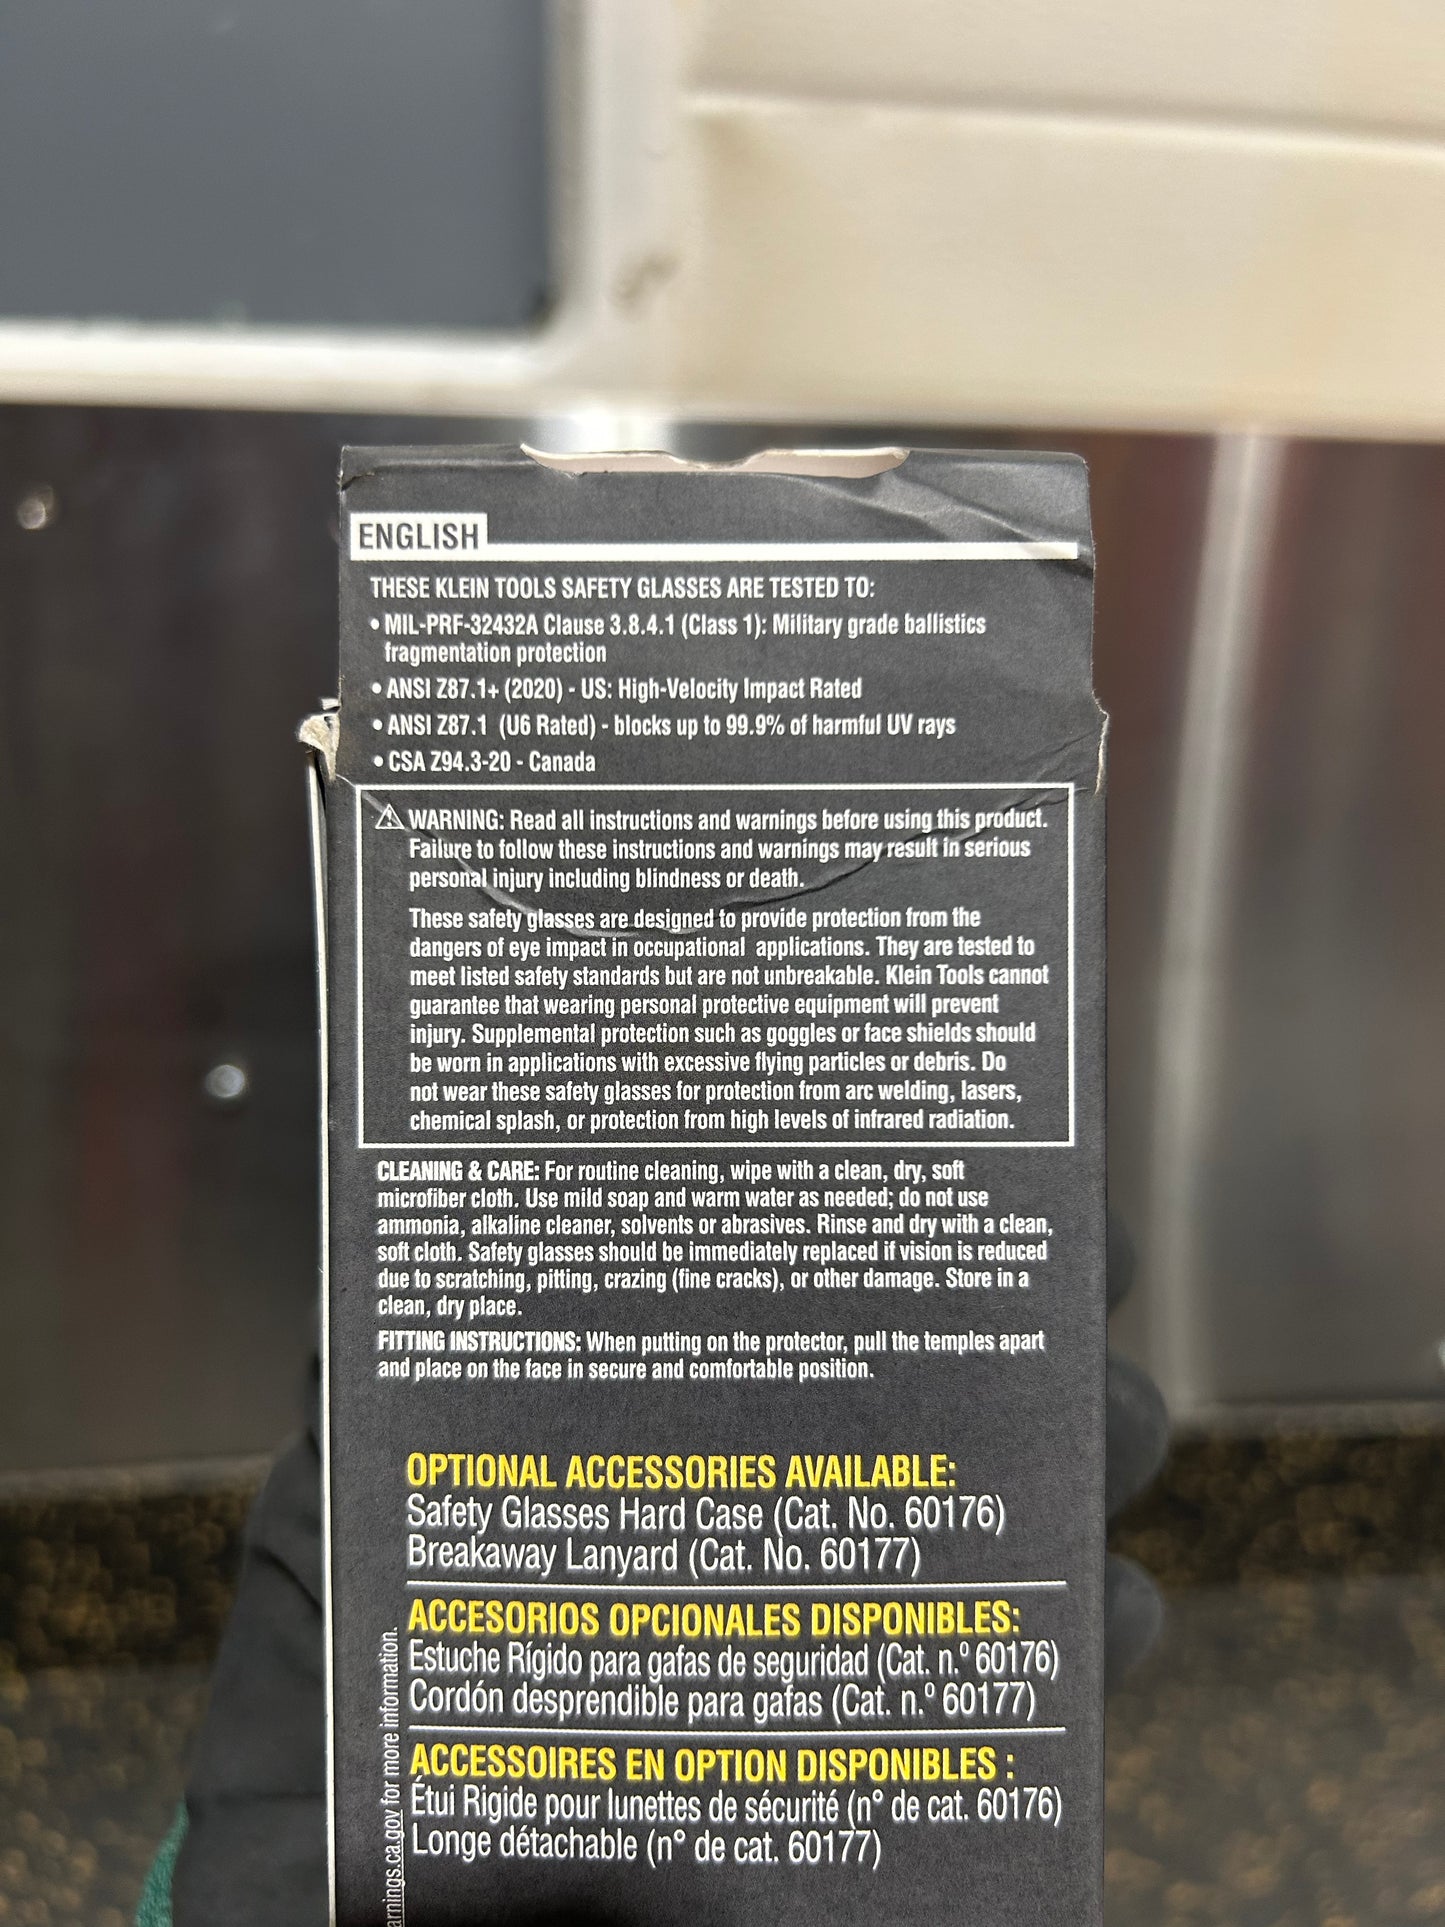 ENGLISH
THESE KLEIN TOOLS SAFETY GLASSES ARE TESTED TO:
• MIL-PRF-32432A Clause 3.8.4.1 (Class 1): Military grade ballistics
fragmentation protection
• ANSI Z87.1+ (2020) - US: High-Velocity Impact Rated
• ANSI Z87.1 (U6 Rated) - blocks up to 99.9% of harmful UV rays
• CSA Z94.3-20 - Canada
⚠ WARNING: Read all instructions and warnings before using this product.
Failure to follow these instructions and warnings may result in serious
personal injury including blindness or death.
These safety glasses are designed to provide protection from the
dangers of eye impact in occupational applications. They are tested to
meet listed safety standards but are not unbreakable. Klein Tools cannot
guarantee that wearing personal protective equipment will prevent
injury. Supplemental protection such as goggles or face shields should
be worn in applications with excessive flying particles or debris. Do
not wear these safety glasses for protection from arc welding, lasers,
chemical splash, or protection from high levels of infrared radiation.
CLEANING & CARE: For routine cleaning, wipe with a clean, dry, soft
microfiber cloth. Use mild soap and warm water as needed; do not use
ammonia, alkaline cleaner, solvents or abrasives. Rinse and dry with a clean,
soft cloth. Safety glasses should be immediately replaced if vision is reduced
due to scratching, pitting, crazing (fine cracks), or other damage. Store in a
clean, dry place.
FITTING INSTRUCTIONS: When putting on the protector, pull the temples apart
and place on the face in secure and comfortable position.
OPTIONAL ACCESSORIES AVAILABLE:
Safety Glasses Hard Case (Cat. No. 60176)
Breakaway Lanyard (Cat. No. 60177)
ACCESORIOS OPCIONALES DISPONIBLES:
Estuche Rígido para gafas de seguridad (Cat. n.º 60176)
Cordón desprendible para gafas (Cat. n.º 60177)
ACCESSOIRES EN OPTION DISPONIBLES :
Étui Rigide pour lunettes de sécurité (n° de cat. 60176)
Longe détachable (n° de cat. 60177)
arnings.ca.gov for more information.